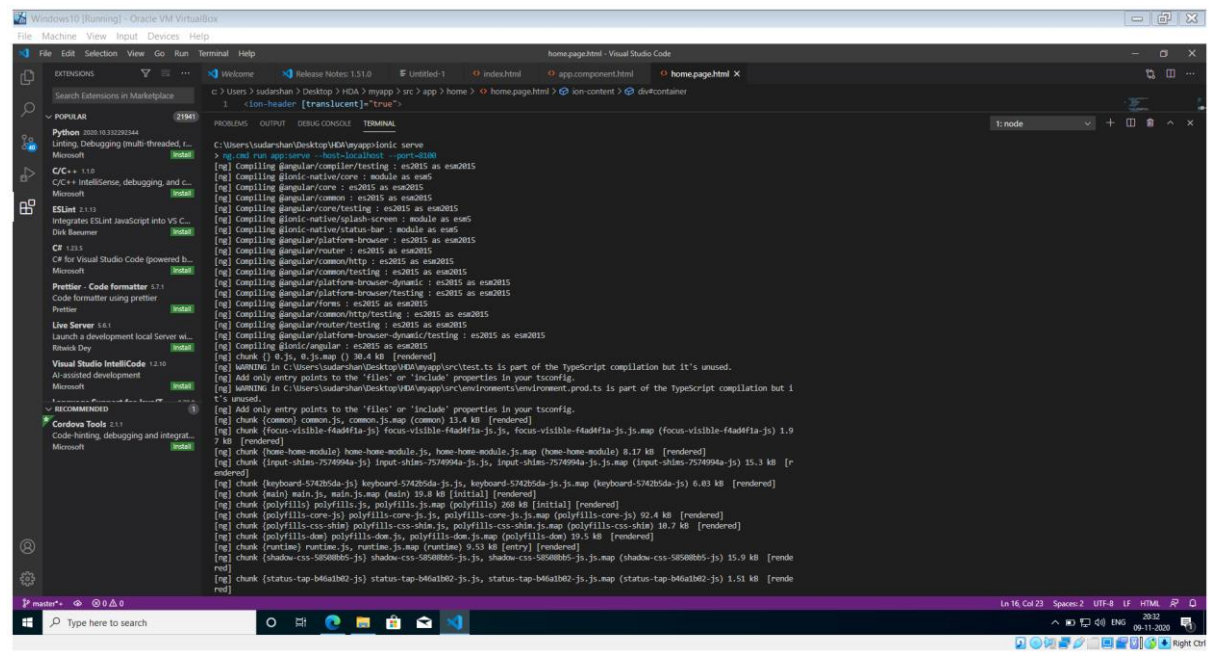 Windows10 [Running] - Oracle VM VirtualBox
File Machine View Input Devices Help
File Edit Selection View Go Run Terminal Help
home.page.html - Visual Studio Code
EXTENSIONS
Welcome
Release Notes: 1.51.0
Untitled-1
index.html
app.component.html
home.page.html
Search Extensions in Marketplace
c: > Users > sudarshan > Desktop > HDA > myapp > src > app > home > home.page.html > ion-content > div#container
1 <ion-header [translucent]="true">
POPULAR 21941
Python 2020.10.332292344
Linting, Debugging (multi-threaded, r...
Microsoft Install
C/C++ 1.1.0
C/C++ IntelliSense, debugging, and c...
Microsoft Install
ESLint 2.1.13
Integrates ESLint JavaScript into VS C...
Dirk Baeumer Install
C# 1.23.5
C# for Visual Studio Code (powered b...
Microsoft Install
Prettier - Code formatter 5.7.1
Code formatter using prettier
Prettier Install
Live Server 5.6.1
Launch a development local Server wi...
Ritwick Dey Install
Visual Studio IntelliCode 1.2.10
AI-assisted development
Microsoft Install
RECOMMENDED 1
Cordova Tools 2.1.1
Code-hinting, debugging and integrat...
Microsoft Install
PROBLEMS OUTPUT DEBUG CONSOLE TERMINAL
1: node
C:\Users\sudarshan\Desktop\HDA\myapp>ionic serve
> ng.cmd run app:serve --host=localhost --port=8100
[ng] Compiling @angular/compiler/testing : es2015 as esm2015
[ng] Compiling @ionic-native/core : module as esm5
[ng] Compiling @angular/core : es2015 as esm2015
[ng] Compiling @angular/common : es2015 as esm2015
[ng] Compiling @angular/core/testing : es2015 as esm2015
[ng] Compiling @ionic-native/splash-screen : module as esm5
[ng] Compiling @ionic-native/status-bar : module as esm5
[ng] Compiling @angular/platform-browser : es2015 as esm2015
[ng] Compiling @angular/router : es2015 as esm2015
[ng] Compiling @angular/common/http : es2015 as esm2015
[ng] Compiling @angular/common/testing : es2015 as esm2015
[ng] Compiling @angular/platform-browser-dynamic : es2015 as esm2015
[ng] Compiling @angular/platform-browser/testing : es2015 as esm2015
[ng] Compiling @angular/forms : es2015 as esm2015
[ng] Compiling @angular/common/http/testing : es2015 as esm2015
[ng] Compiling @angular/router/testing : es2015 as esm2015
[ng] Compiling @angular/platform-browser-dynamic/testing : es2015 as esm2015
[ng] Compiling @ionic/angular : es2015 as esm2015
[ng] chunk {} 0.js, 0.js.map () 30.4 kB [rendered]
[ng] WARNING in C:\Users\sudarshan\Desktop\HDA\myapp\src\test.ts is part of the TypeScript compilation but it's unused.
[ng] Add only entry points to the 'files' or 'include' properties in your tsconfig.
[ng] WARNING in C:\Users\sudarshan\Desktop\HDA\myapp\src\environments\environment.prod.ts is part of the TypeScript compilation but i
t's unused.
[ng] Add only entry points to the 'files' or 'include' properties in your tsconfig.
[ng] chunk {common} common.js, common.js.map (common) 13.4 kB [rendered]
[ng] chunk {focus-visible-f4ad4f1a-js} focus-visible-f4ad4f1a-js.js, focus-visible-f4ad4f1a-js.js.map (focus-visible-f4ad4f1a-js) 1.9
7 kB [rendered]
[ng] chunk {home-home-module} home-home-module.js, home-home-module.js.map (home-home-module) 8.17 kB [rendered]
[ng] chunk {input-shims-7574994a-js} input-shims-7574994a-js.js, input-shims-7574994a-js.js.map (input-shims-7574994a-js) 15.3 kB [r
endered]
[ng] chunk {keyboard-5742b5da-js} keyboard-5742b5da-js.js, keyboard-5742b5da-js.js.map (keyboard-5742b5da-js) 6.03 kB [rendered]
[ng] chunk {main} main.js, main.js.map (main) 19.8 kB [initial] [rendered]
[ng] chunk {polyfills} polyfills.js, polyfills.js.map (polyfills) 268 kB [initial] [rendered]
[ng] chunk {polyfills-core-js} polyfills-core-js.js, polyfills-core-js.js.map (polyfills-core-js) 92.4 kB [rendered]
[ng] chunk {polyfills-css-shim} polyfills-css-shim.js, polyfills-css-shim.js.map (polyfills-css-shim) 10.7 kB [rendered]
[ng] chunk {polyfills-dom} polyfills-dom.js, polyfills-dom.js.map (polyfills-dom) 19.5 kB [rendered]
[ng] chunk {runtime} runtime.js, runtime.js.map (runtime) 9.53 kB [entry] [rendered]
[ng] chunk {shadow-css-58508bb5-js} shadow-css-58508bb5-js.js, shadow-css-58508bb5-js.js.map (shadow-css-58508bb5-js) 15.9 kB [rende
red]
[ng] chunk {status-tap-b46a1b02-js} status-tap-b46a1b02-js.js, status-tap-b46a1b02-js.js.map (status-tap-b46a1b02-js) 1.51 kB [rende
red]
master*+ 0 0
Ln 16, Col 23 Spaces: 2 UTF-8 LF HTML
Type here to search
ENG
20:32
09-11-2020
Right Ctrl